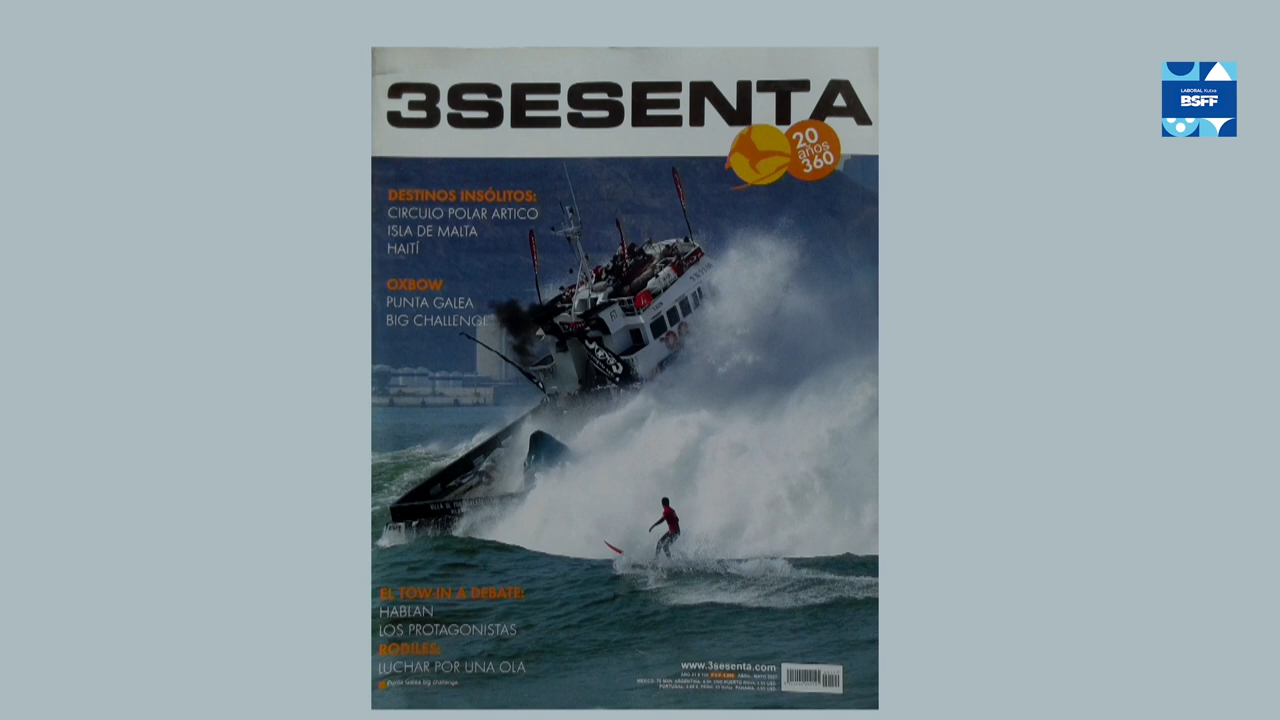 3SESENTA
20
años
360
DESTINOS INSÓLITOS:
CIRCULO POLAR ARTICO
ISLA DE MALTA
HAITÍ
OXBOW
PUNTA GALEA
BIG CHALLENGE
EL TOW-IN A DEBATE:
HABLAN
LOS PROTAGONISTAS
RODILES:
LUCHAR POR UNA OLA
Punta Galea big challenge
www.3sesenta.com
LABORAL Kutxa
BSFF